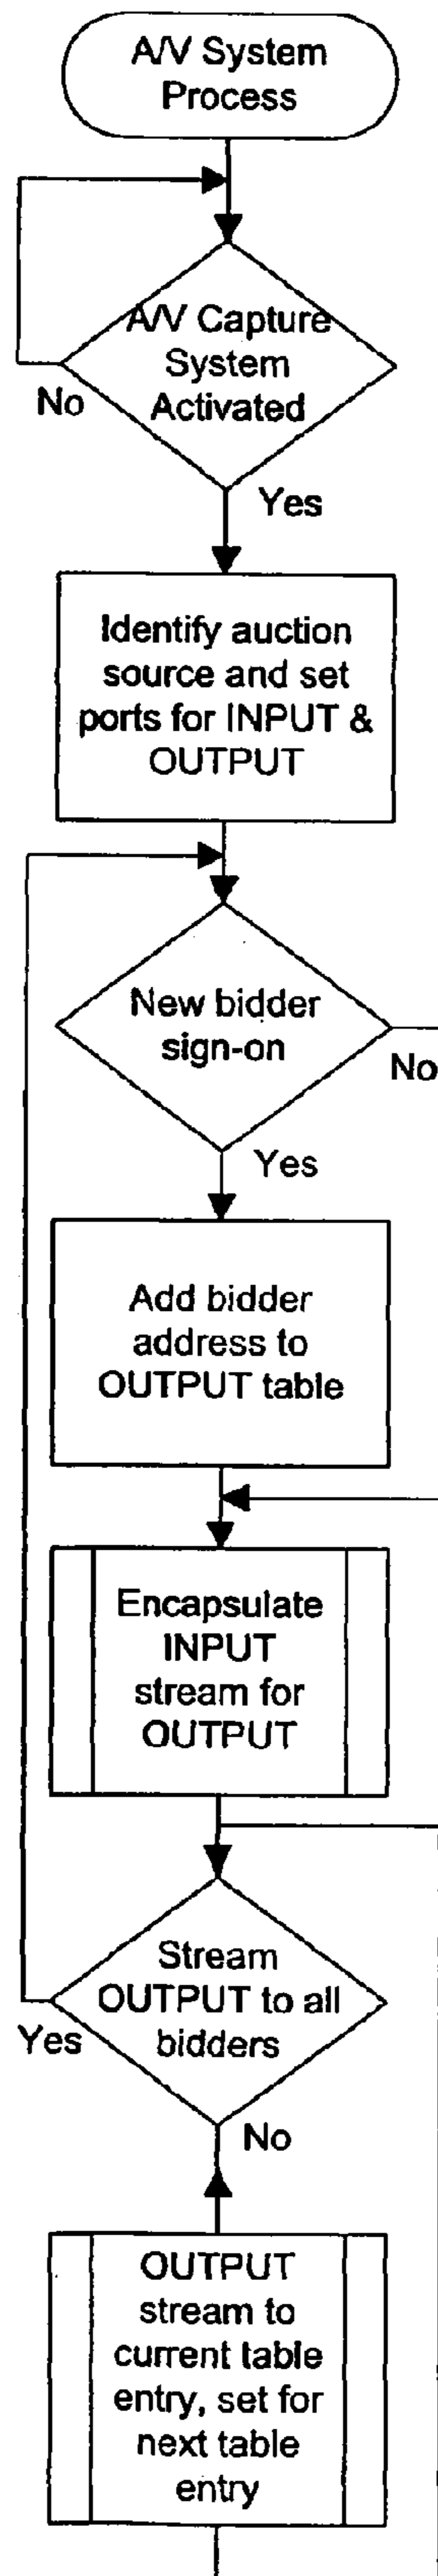 A/V System
Process
A/V Capture
System
Activated
No
Yes
Identify auction
source and set
ports for INPUT &
OUTPUT
New bidder
sign-on
No
Yes
Add bidder
address to
OUTPUT table
Encapsulate
INPUT
stream for
OUTPUT
Stream
OUTPUT to all
bidders
Yes
No
OUTPUT
stream to
current table
entry, set for
next table
entry